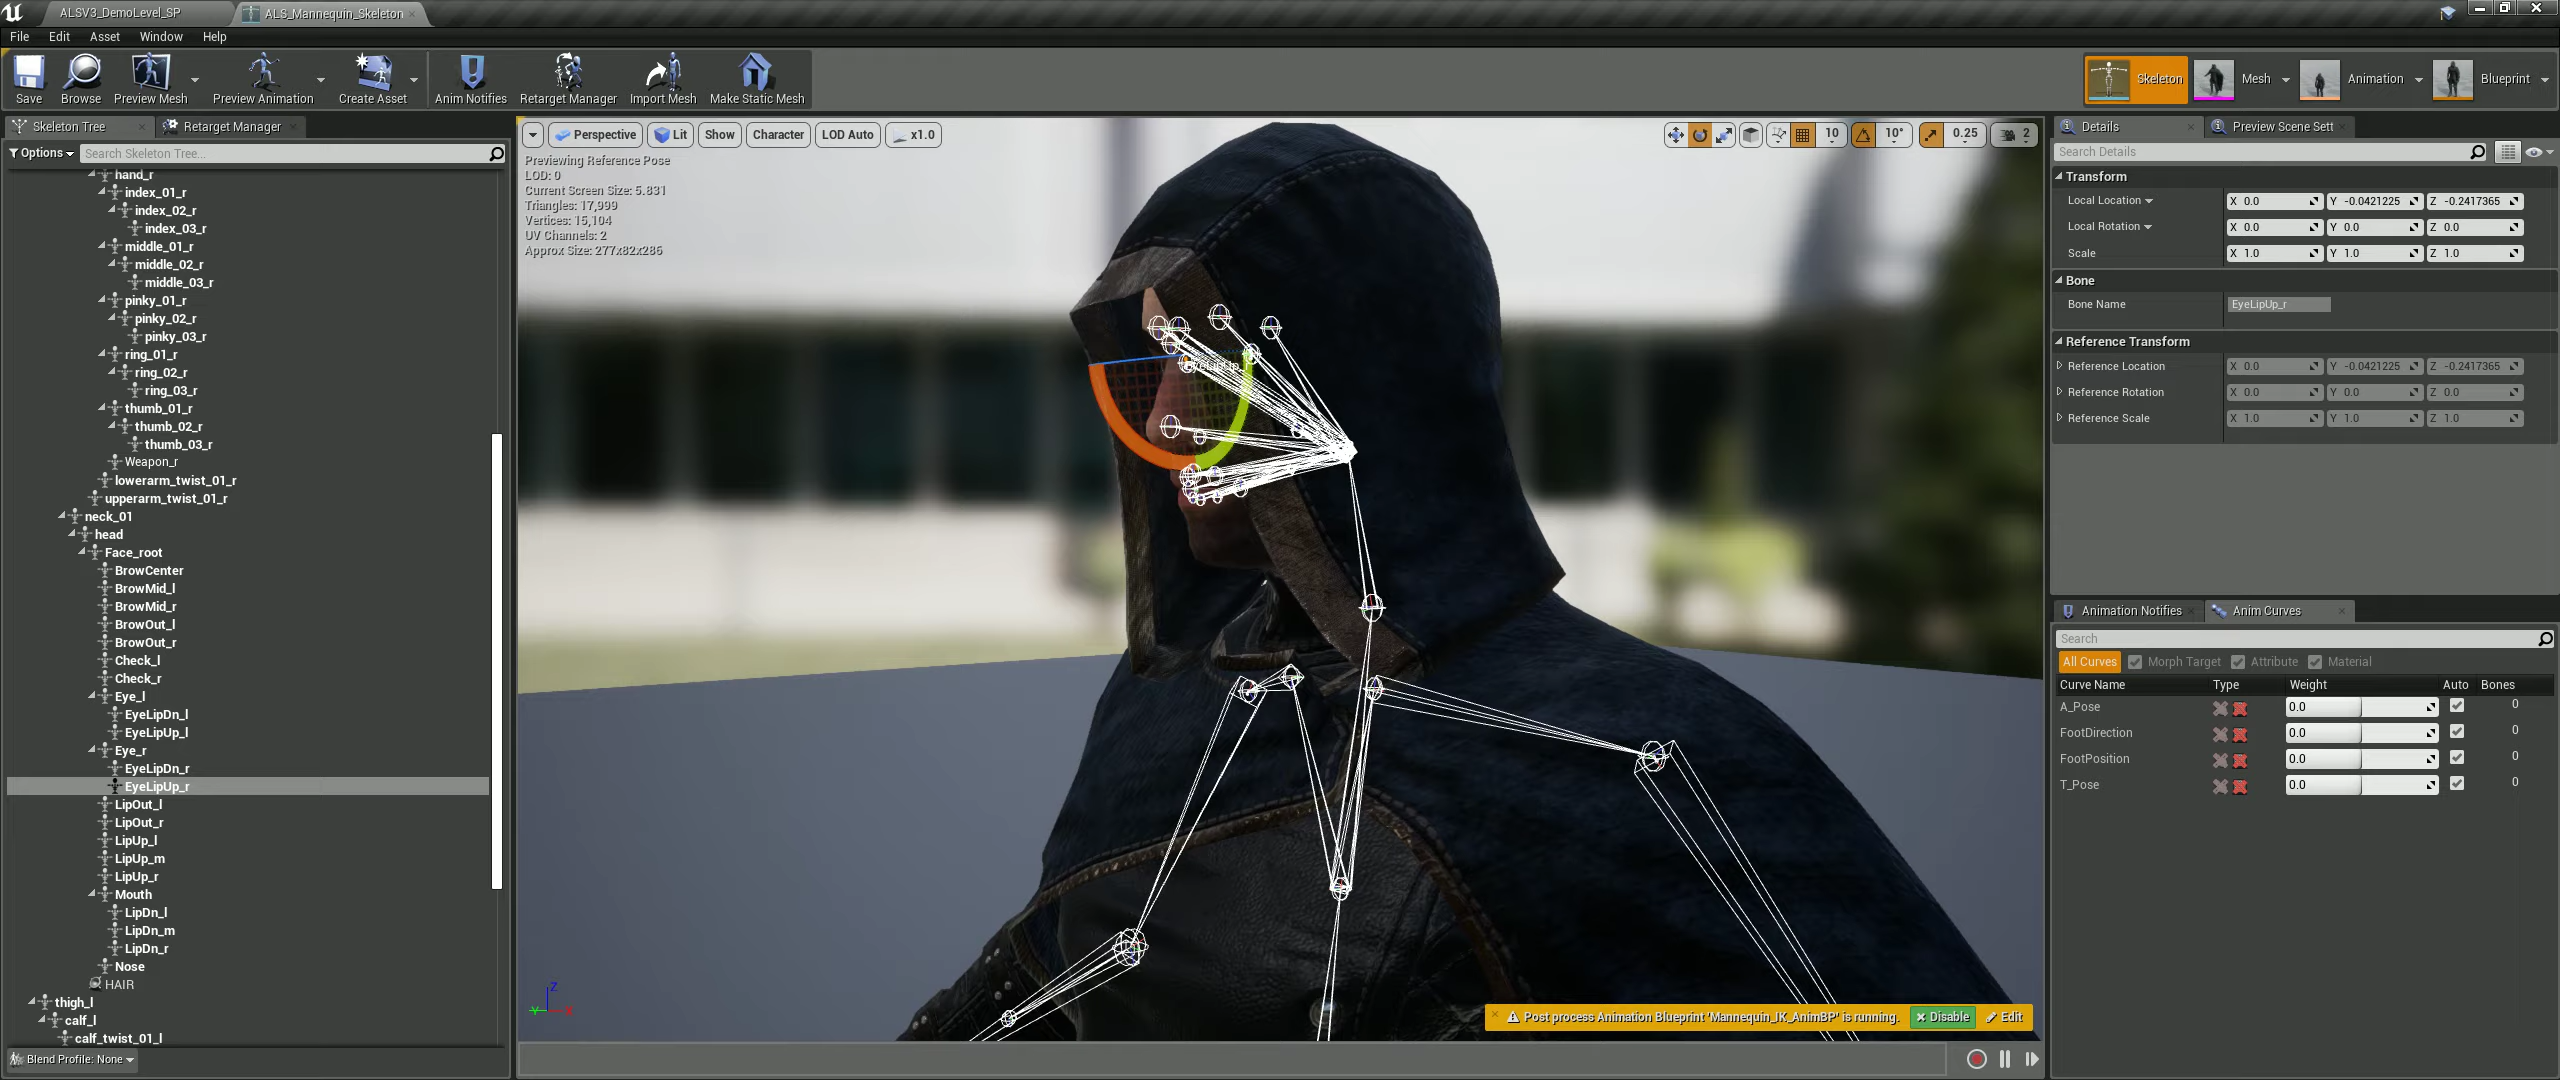 ALSV3_DemoLevel_SP
ALS_Mannequin_Skeleton
File Edit Asset Window Help
Save Browse Preview Mesh Preview Animation Create Asset Anim Notifies Retarget Manager Import Mesh Make Static Mesh
Skeleton Mesh Animation Blueprint
Skeleton Tree Retarget Manager
Options Search Skeleton Tree...
hand_r
index_01_r
index_02_r
index_03_r
middle_01_r
middle_02_r
middle_03_r
pinky_01_r
pinky_02_r
pinky_03_r
ring_01_r
ring_02_r
ring_03_r
thumb_01_r
thumb_02_r
thumb_03_r
Weapon_r
lowerarm_twist_01_r
upperarm_twist_01_r
neck_01
head
Face_root
BrowCenter
BrowMid_l
BrowMid_r
BrowOut_l
BrowOut_r
Check_l
Check_r
Eye_l
EyeLipDn_l
EyeLipUp_l
Eye_r
EyeLipDn_r
EyeLipUp_r
LipOut_l
LipOut_r
LipUp_l
LipUp_m
LipUp_r
Mouth
LipDn_l
LipDn_m
LipDn_r
Nose
HAIR
thigh_l
calf_l
calf_twist_01_l
Blend Profile: None
Perspective Lit Show Character LOD Auto x1.0
10 10° 0.25 2
Previewing Reference Pose
LOD: 0
Current Screen Size: 5.831
Triangles: 17,999
Vertices: 15,104
UV Channels: 2
Approx Size: 277x82x286
Z
Y X
Post process Animation Blueprint 'Mannequin_IK_AnimBP' is running. Disable Edit
Details Preview Scene Sett
Search Details
Transform
Local Location X 0.0 Y -0.0421225 Z -0.2417365
Local Rotation X 0.0 Y 0.0 Z 0.0
Scale X 1.0 Y 1.0 Z 1.0
Bone
Bone Name EyeLipUp_r
Reference Transform
Reference Location X 0.0 Y -0.0421225 Z -0.2417365
Reference Rotation X 0.0 Y 0.0 Z 0.0
Reference Scale X 1.0 Y 1.0 Z 1.0
Animation Notifies Anim Curves
Search
All Curves Morph Target Attribute Material
Curve Name Type Weight Auto Bones
A_Pose 0.0 0
FootDirection 0.0 0
FootPosition 0.0 0
T_Pose 0.0 0